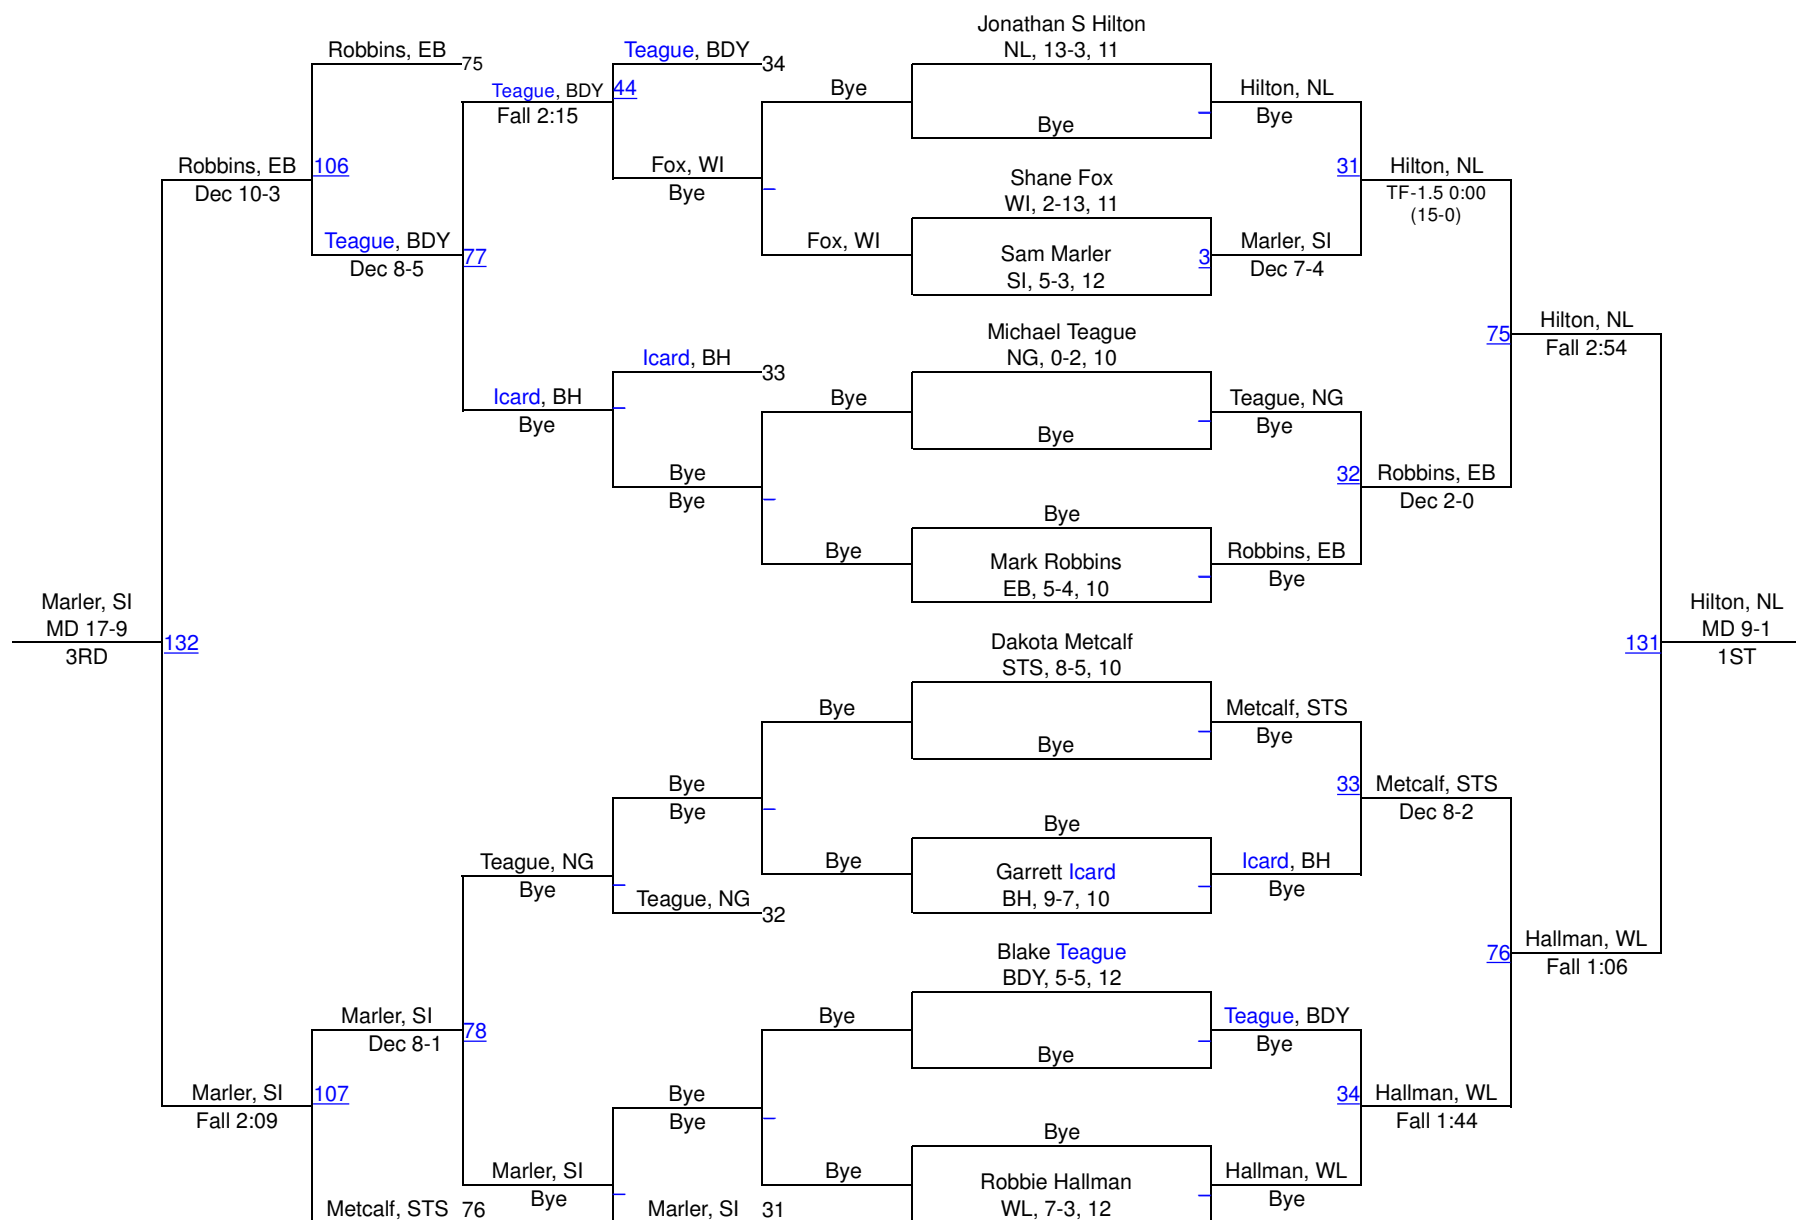 Jonathan S Hilton
NL, 13-3, 11
Robbins, EB
75
Teague, BDY
34
Teague, BDY
44
Fall 2:15
Bye
Hilton, NL
Bye
Bye
Robbins, EB
106
Dec 10-3
Fox, WI
Bye
Shane Fox
WI, 2-13, 11
31
Hilton, NL
TF-1.5 0:00
(15-0)
Teague, BDY
77
Dec 8-5
Fox, WI
Sam Marler
SI, 5-3, 12
3
Marler, SI
Dec 7-4
Michael Teague
NG, 0-2, 10
75
Hilton, NL
Fall 2:54
Icard, BH
33
Icard, BH
Bye
Bye
Bye
Teague, NG
Bye
Bye
Bye
32
Robbins, EB
Dec 2-0
Bye
Bye
Mark Robbins
EB, 5-4, 10
Robbins, EB
Bye
Marler, SI
MD 17-9
3RD
132
Dakota Metcalf
STS, 8-5, 10
131
Hilton, NL
MD 9-1
1ST
Bye
Bye
Metcalf, STS
Bye
Bye
Bye
33
Metcalf, STS
Dec 8-2
Bye
Teague, NG
Bye
Bye
Garrett Icard
BH, 9-7, 10
Icard, BH
Bye
Teague, NG
32
Blake Teague
BDY, 5-5, 12
76
Hallman, WL
Fall 1:06
Marler, SI
78
Dec 8-1
Bye
Bye
Teague, BDY
Bye
Marler, SI
107
Fall 2:09
Bye
Bye
34
Hallman, WL
Fall 1:44
Bye
Marler, SI
Bye
Bye
Robbie Hallman
WL, 7-3, 12
Hallman, WL
Bye
Metcalf, STS
76
Marler, SI
31